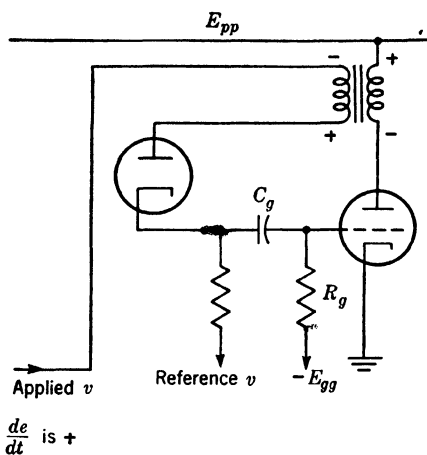 E_pp
- +
+ -
C_g
R_g
Applied v
Reference v
-E_gg
de/dt is +